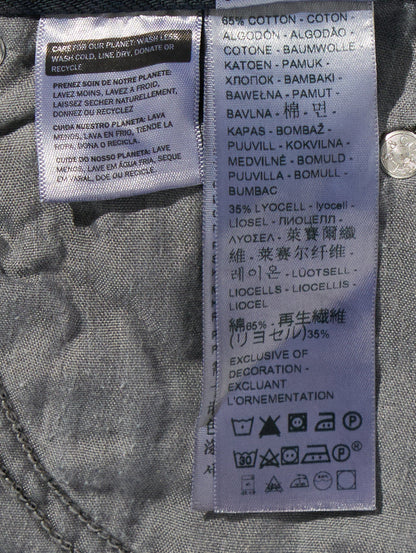 CARE FOR OUR PLANET: WASH LESS,
WASH COLD, LINE DRY, DONATE OR
RECYCLE
PRENEZ SOIN DE NOTRE PLANETE:
LAVEZ MOINS, LAVEZ A FROID,
LAISSEZ SECHER NATURELLEMENT,
DONNEZ OU RECYCLEZ
CUIDA NUESTRO PLANETA: LAVA
MENOS, LAVA EN FRIO, TIENDE LA
ROPA, DONA O RECICLA.
CUIDE DO NOSSO PLANETA: LAVE
MENOS, LAVE EM ÁGUA FRIA, SEQUE
EM VARAL, DOE OU RECICLE.
65% COTTON - COTON
ALGODÓN - ALGODÃO -
COTONE - BAUMWOLLE -
KATOEN - PAMUK -
ХЛОПОК - BAMBAKI -
BAWEŁNA - PAMUT -
BAVLNA - 棉 - 면 -
KAPAS - BOMBAŽ -
PUUVILL - KOKVILNA -
MEDVILNĖ - BOMULD -
PUUVILLA - BOMULL -
BUMBAC
35% LYOCELL - lyocell -
LİOSEL - ЛИОЦЕЛЛ -
ΛΥΟΣΕΛ - 萊賽爾纖
維 - 莱赛尔纤维 -
레이온 - LÜOTSELL -
LIOCELLS - LIOCELLIS -
LIOCEL
綿65% - 再生繊維
(リヨセル)35%
EXCLUSIVE OF
DECORATION -
EXCLUANT
L'ORNEMENTATION
30